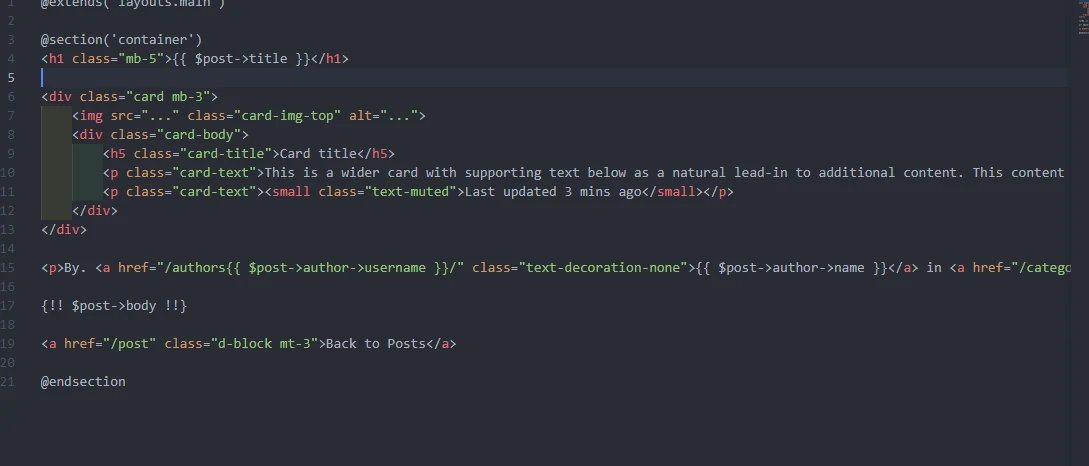 1 @extends('layouts.main')
2
3 @section('container')
4 <h1 class="mb-5">{{ $post->title }}</h1>
5
6 <div class="card mb-3">
7     <img src="..." class="card-img-top" alt="...">
8     <div class="card-body">
9         <h5 class="card-title">Card title</h5>
10         <p class="card-text">This is a wider card with supporting text below as a natural lead-in to additional content. This content
11         <p class="card-text"><small class="text-muted">Last updated 3 mins ago</small></p>
12     </div>
13 </div>
14
15 <p>By. <a href="/authors{{ $post->author->username }}/" class="text-decoration-none">{{ $post->author->name }}</a> in <a href="/catego
16
17 {!! $post->body !!}
18
19 <a href="/post" class="d-block mt-3">Back to Posts</a>
20
21 @endsection